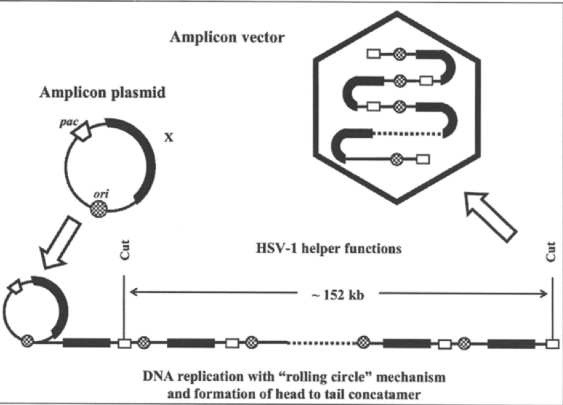 Amplicon vector
Amplicon plasmid
pac
X
ori
Cut
HSV-1 helper functions
Cut
~ 152 kb
DNA replication with “rolling circle” mechanism
and formation of head to tail concatamer